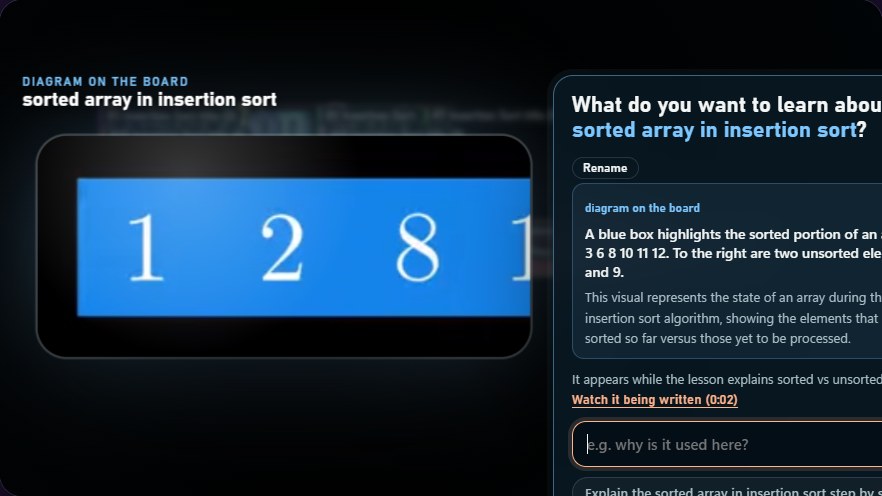 DIAGRAM ON THE BOARD
sorted array in insertion sort
1 2 8 1
What do you want to learn abou
sorted array in insertion sort?
Rename
diagram on the board
A blue box highlights the sorted portion of an a
3 6 8 10 11 12. To the right are two unsorted ele
and 9.
This visual represents the state of an array during th
insertion sort algorithm, showing the elements that
sorted so far versus those yet to be processed.
It appears while the lesson explains sorted vs unsorted
Watch it being written (0:02)
e.g. why is it used here?
Explain the sorted array in insertion sort step by s